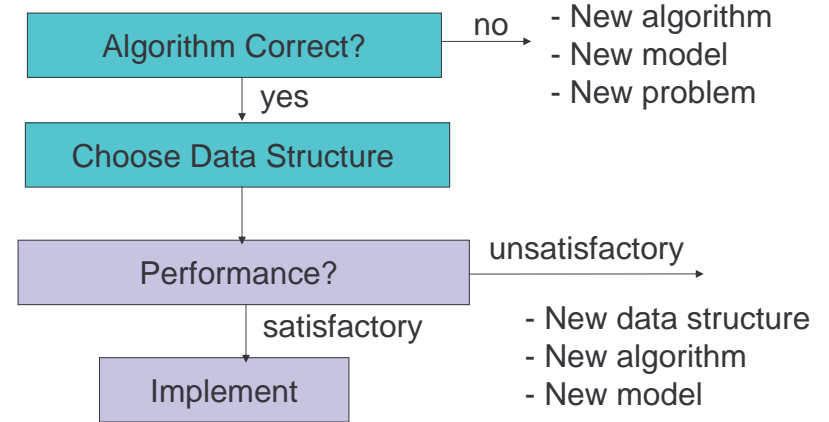 Algorithm Correct?
no
- New algorithm
- New model
- New problem
yes
Choose Data Structure
Performance?
unsatisfactory
satisfactory
- New data structure
- New algorithm
- New model
Implement